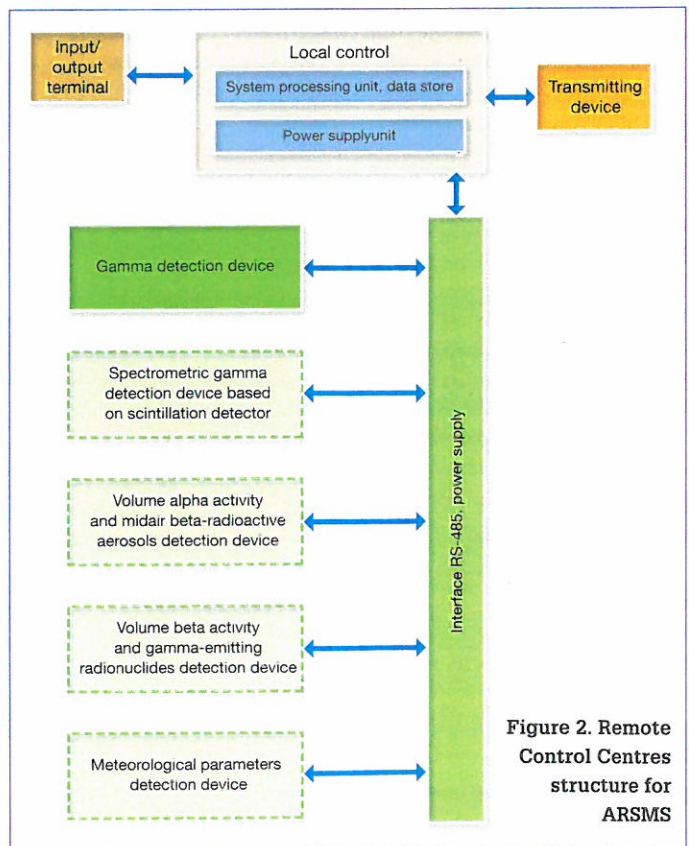 Input/
output
terminal
Local control
System processing unit, data store
Power supplyunit
Transmitting
device
Gamma detection device
Spectrometric gamma
detection device based
on scintillation detector
Volume alpha activity
and midair beta-radioactive
aerosols detection device
Volume beta activity
and gamma-emitting
radionuclides detection device
Meteorological parameters
detection device
Interface RS-485, power supply
Figure 2. Remote
Control Centres
structure for
ARSMS